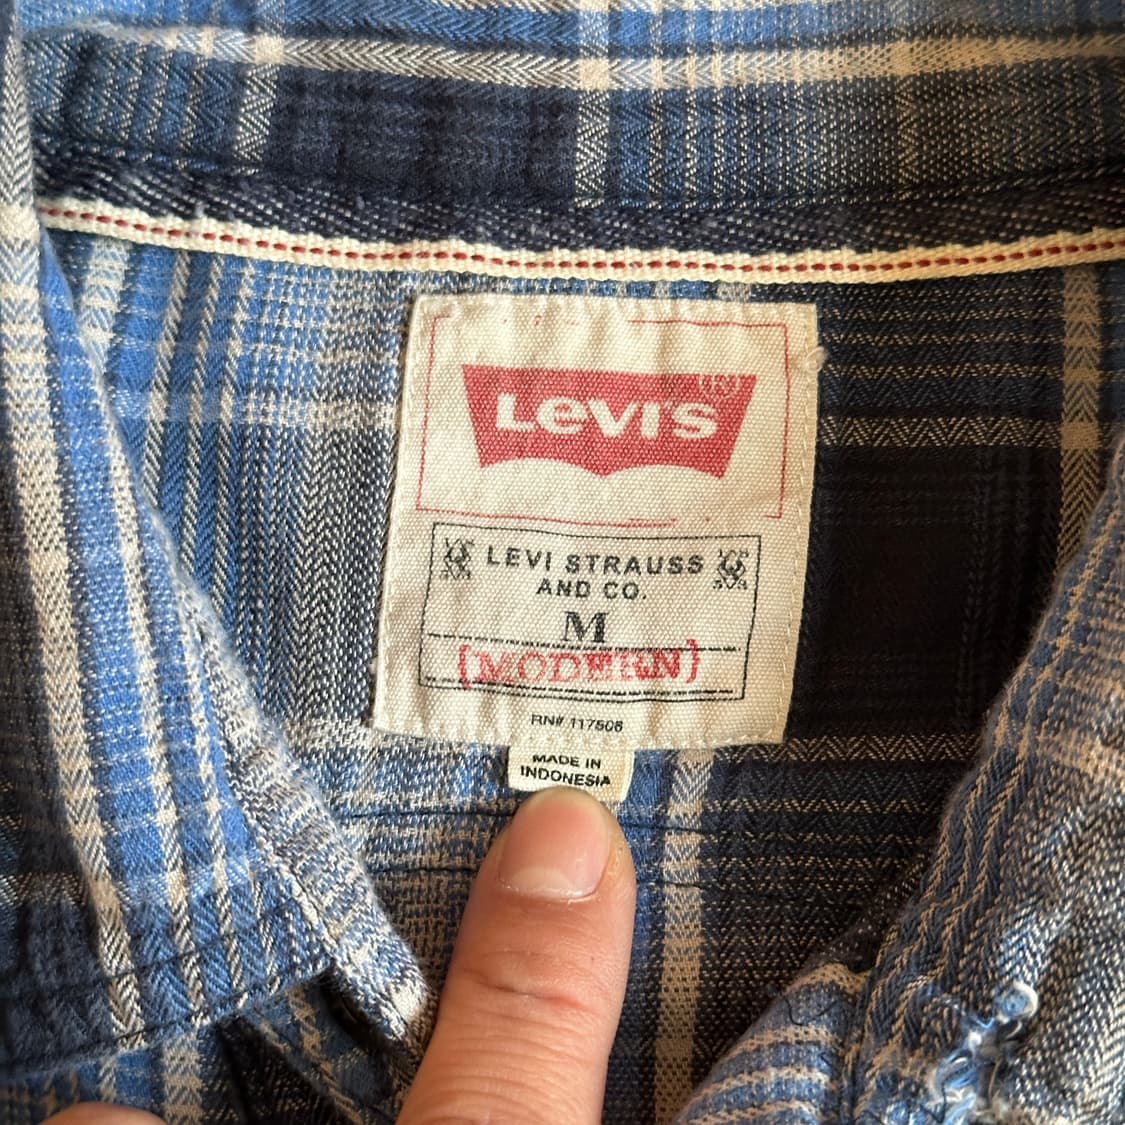 Levi's
LEVI STRAUSS
AND CO.
M
{MODERN}
RN# 117506
MADE IN
INDONESIA